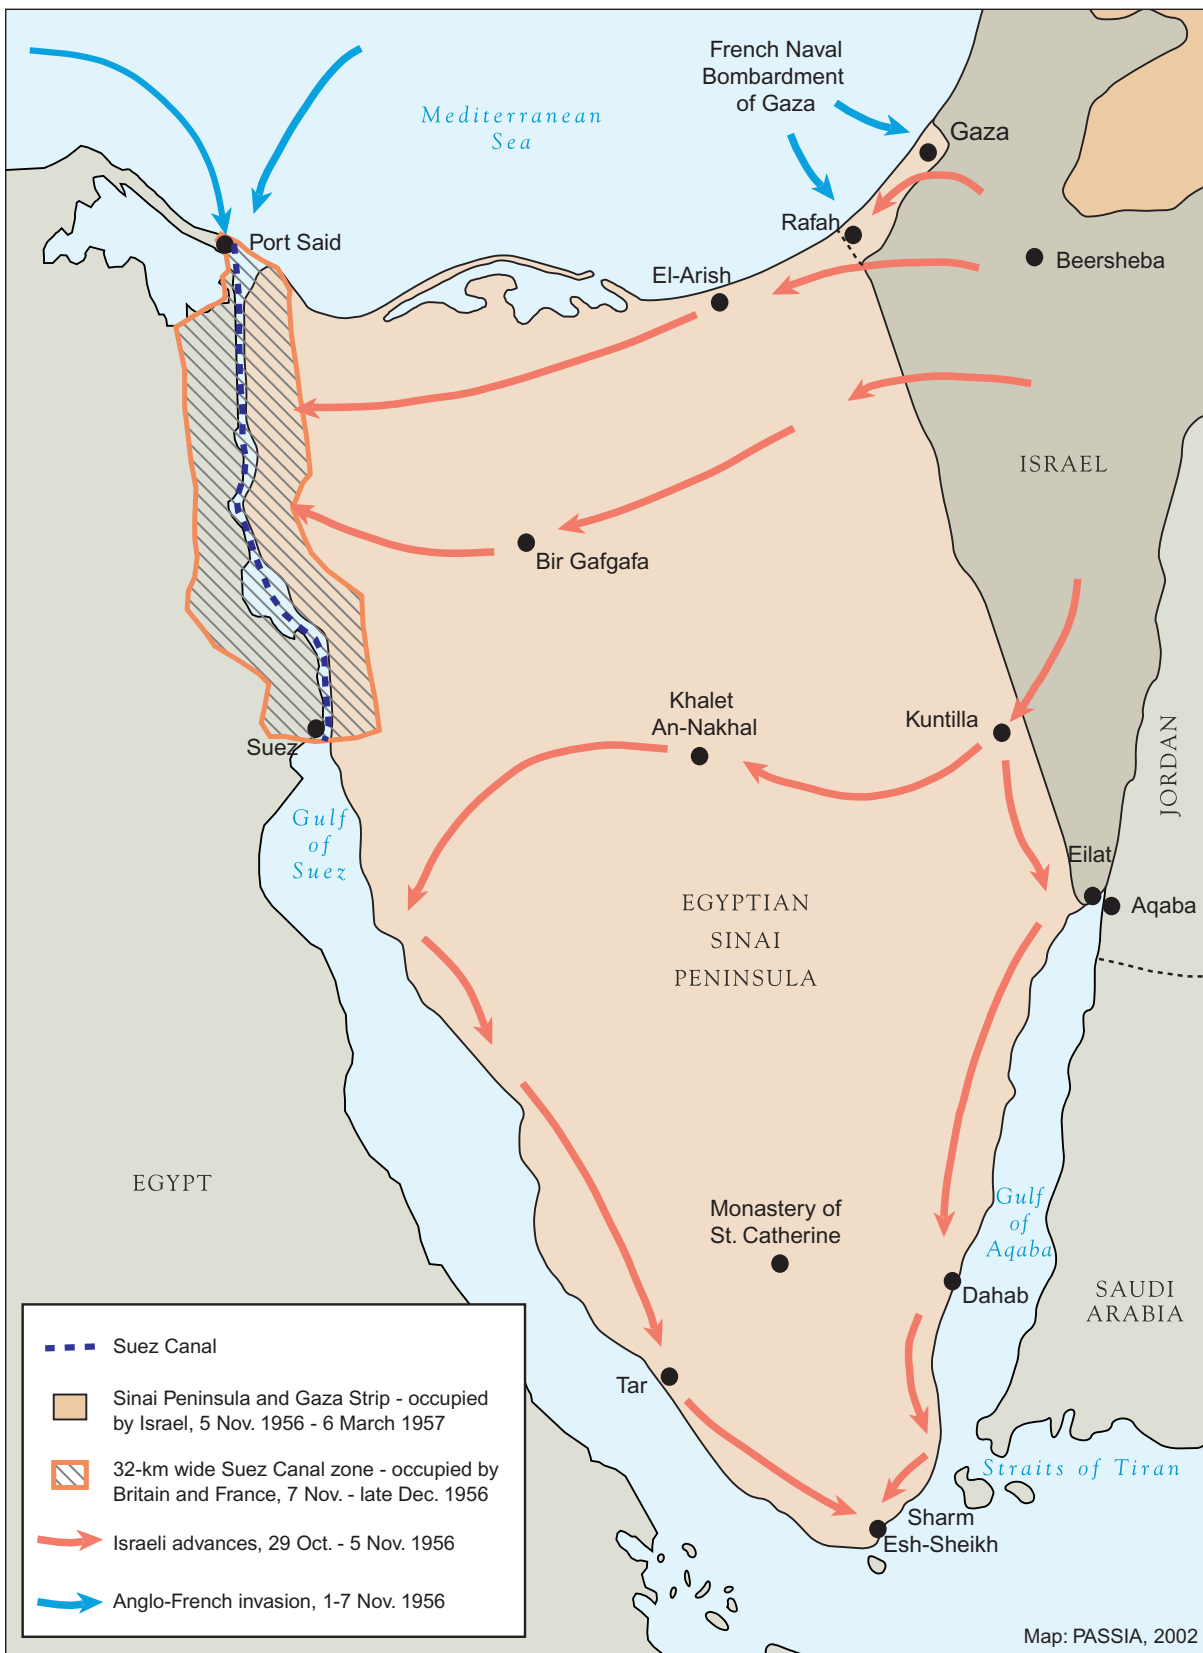 French Naval
Bombardment
of Gaza
Mediterranean
Sea
Gaza
Rafah
Port Said
El-Arish
Beersheba
ISRAEL
Bir Gafgafa
Khalet
An-Nakhal
Kuntilla
Suez
JORDAN
Gulf
of
Suez
Eilat
Aqaba
EGYPTIAN
SINAI
PENINSULA
EGYPT
Monastery of
St. Catherine
Gulf
of
Aqaba
Dahab
SAUDI
ARABIA
Tar
Straits of Tiran
Sharm
Esh-Sheikh
Suez Canal
Sinai Peninsula and Gaza Strip - occupied
by Israel, 5 Nov. 1956 - 6 March 1957
32-km wide Suez Canal zone - occupied by
Britain and France, 7 Nov. - late Dec. 1956
Israeli advances, 29 Oct. - 5 Nov. 1956
Anglo-French invasion, 1-7 Nov. 1956
Map: PASSIA, 2002